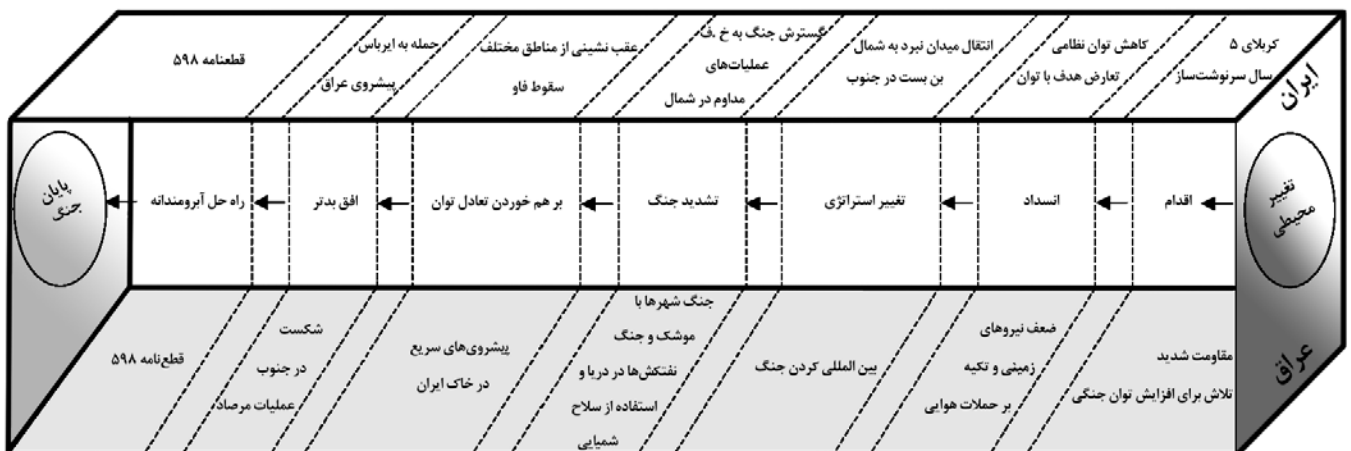 ایران
کربلای ۵
سال سرنوشت‌ساز
کاهش توان نظامی
تعارض هدف با توان
انتقال میدان نبرد به شمال
بن بست در جنوب
گسترش جنگ به خ .ف
عملیات‌های
مداوم در شمال
عقب نشینی از مناطق مختلف
سقوط فاو
حمله به ایرباس
پیشروی عراق
قطعنامه ۵۹۸
تغییر
محیطی
اقدام
انسداد
تغییر استراتژی
تشدید جنگ
بر هم خوردن تعادل توان
افق بدتر
راه حل آبرومندانه
پایان
جنگ
عراق
مقاومت شدید
تلاش برای افزایش توان جنگی
ضعف نیروهای
زمینی و تکیه
بر حملات هوایی
بین المللی کردن جنگ
جنگ شهرها با
موشک و جنگ
نفتکش‌ها در دریا و
استفاده از سلاح
شمیایی
پیشروی‌های سریع
در خاک ایران
شکست
در جنوب
عملیات مرصاد
قطع‌نامه ۵۹۸